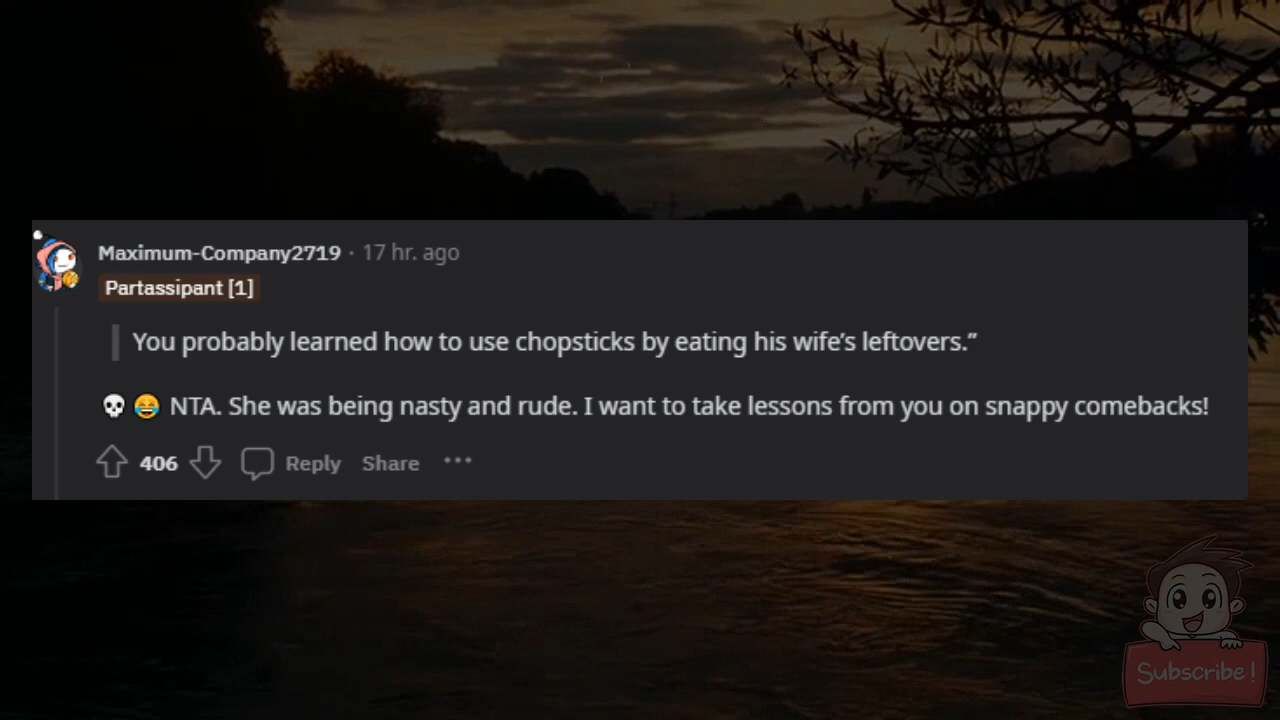 Maximum-Company2719 · 17 hr. ago
Partassipant [1]
You probably learned how to use chopsticks by eating his wife’s leftovers.”
💀😂 NTA. She was being nasty and rude. I want to take lessons from you on snappy comebacks!
406 Reply Share ···
Subscribe!